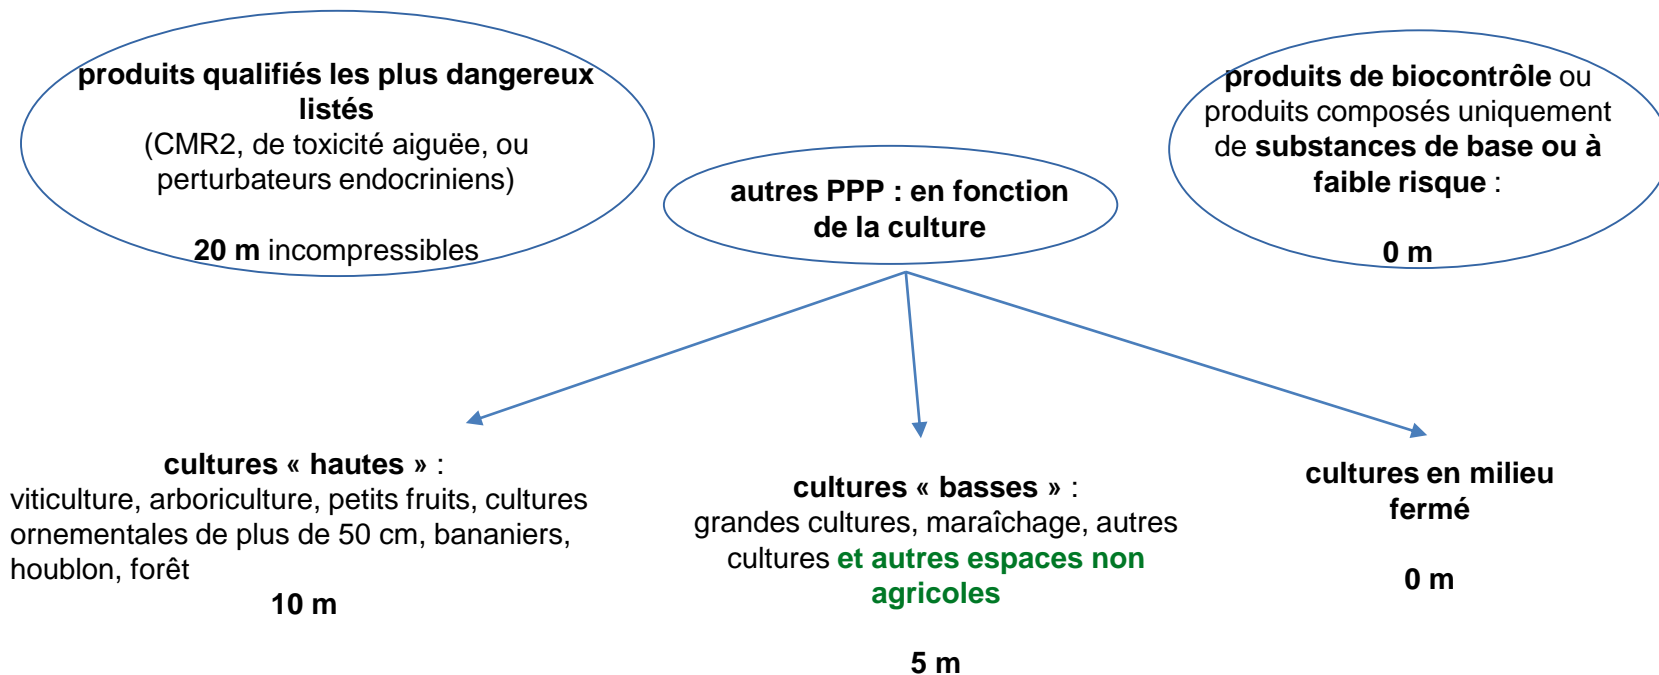 produits qualifiés les plus dangereux
listés
(CMR2, de toxicité aiguëe, ou
perturbateurs endocriniens)
20 m incompressibles
autres PPP : en fonction
de la culture
produits de biocontrôle ou
produits composés uniquement
de substances de base ou à
faible risque :
0 m
cultures « hautes » :
viticulture, arboriculture, petits fruits, cultures
ornementales de plus de 50 cm, bananiers,
houblon, forêt
10 m
cultures « basses » :
grandes cultures, maraîchage, autres
cultures et autres espaces non
agricoles
5 m
cultures en milieu
fermé
0 m